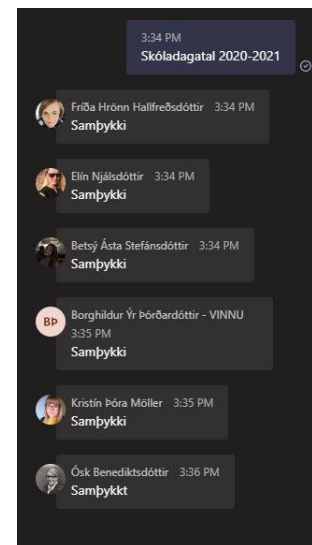 3:34 PM
Skóladagatal 2020-2021
Fríða Hrönn Hallfreðsdóttir 3:34 PM
Samþykki
Elín Njálsdóttir 3:34 PM
Samþykki
Betsý Ásta Stefánsdóttir 3:34 PM
Samþykki
BÞ
Borghildur Ýr Þórðardóttir - VINNU
3:35 PM
Samþykki
Kristín Þóra Möller 3:35 PM
Samþykki
Ósk Benediktsdóttir 3:36 PM
Samþykkt